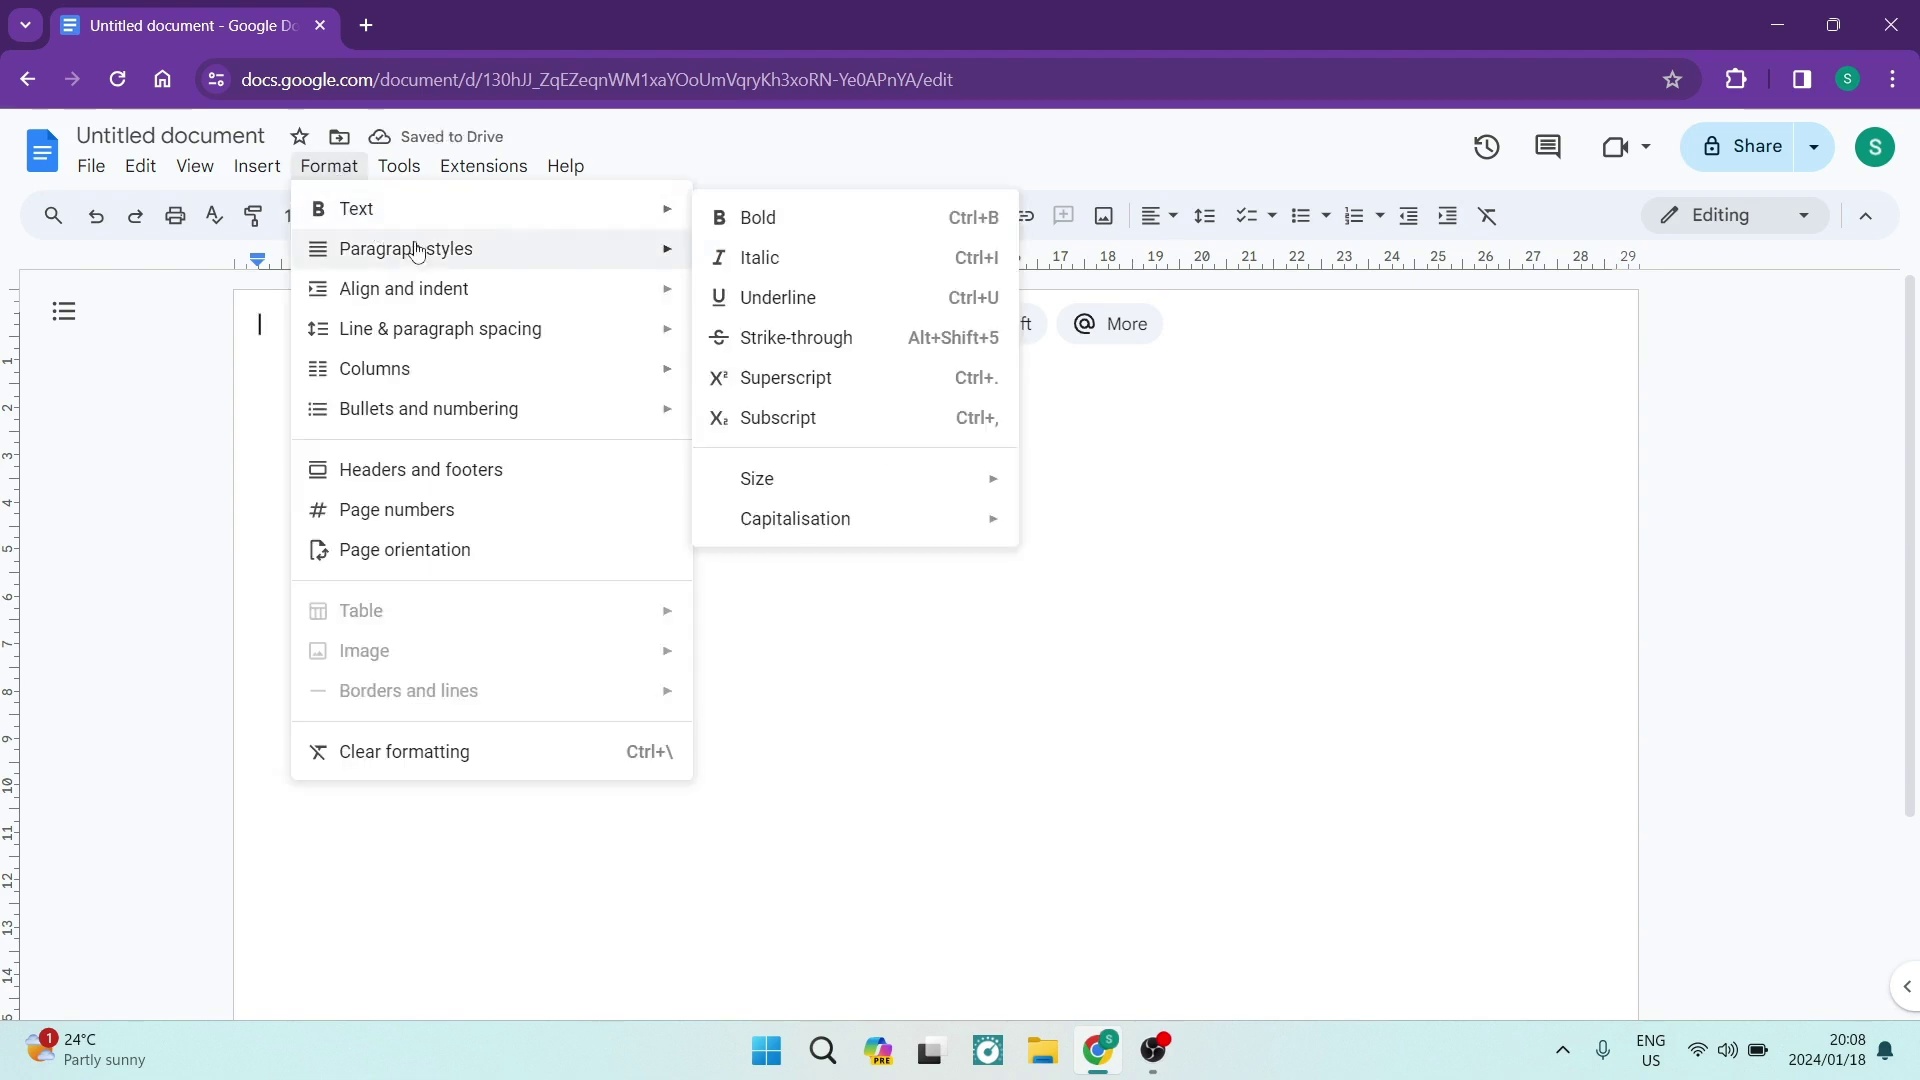 Untitled document - Google Do
docs.google.com/document/d/130hJJ_ZqEZeqnWM1xaYOoUmVqryKh3xoRN-Ye0APnYA/edit
S
Untitled document
Saved to Drive
File Edit View Insert Format Tools Extensions Help
Share
S
Editing
17 18 19 20 21 22 23 24 25 26 27 28 29
B Text
Paragraph styles
Align and indent
Line & paragraph spacing
Columns
Bullets and numbering
Headers and footers
# Page numbers
Page orientation
Table
Image
Borders and lines
Clear formatting Ctrl+\
B Bold Ctrl+B
I Italic Ctrl+I
U Underline Ctrl+U
S Strike-through Alt+Shift+5
X² Superscript Ctrl+.
X₂ Subscript Ctrl+,
Size
Capitalisation
ft
@ More
1
2
3
4
5
6
7
8
9
10
11
12
13
14
1
24°C
Partly sunny
PRE
S
ENG
US
20:08
2024/01/18